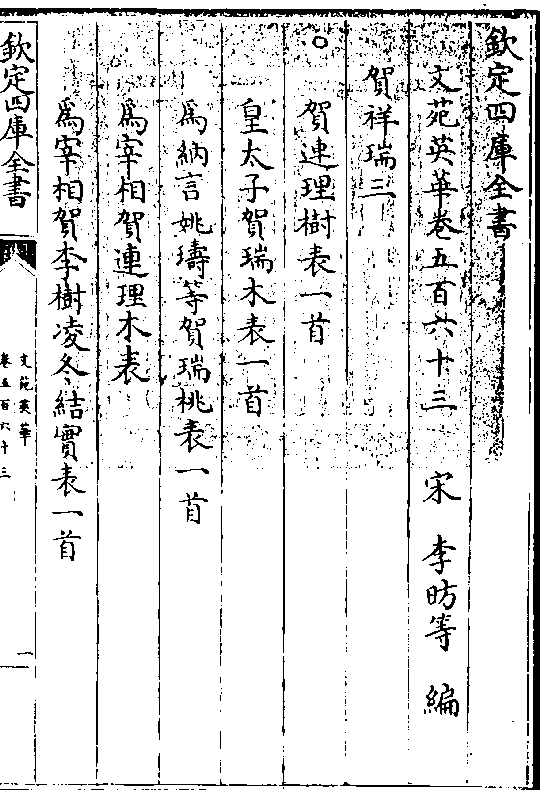 欽定四庫全書
文苑英華卷五百六十三　宋　李昉等　編
賀祥瑞三
○賀連理樹表一首
皇太子賀瑞木表一首
為納言姚璹等賀瑞桃表一首
為宰相賀連理木表
為宰相賀李樹凌冬結實表一首
欽定四庫全書
文苑英華
卷五百六十三
一